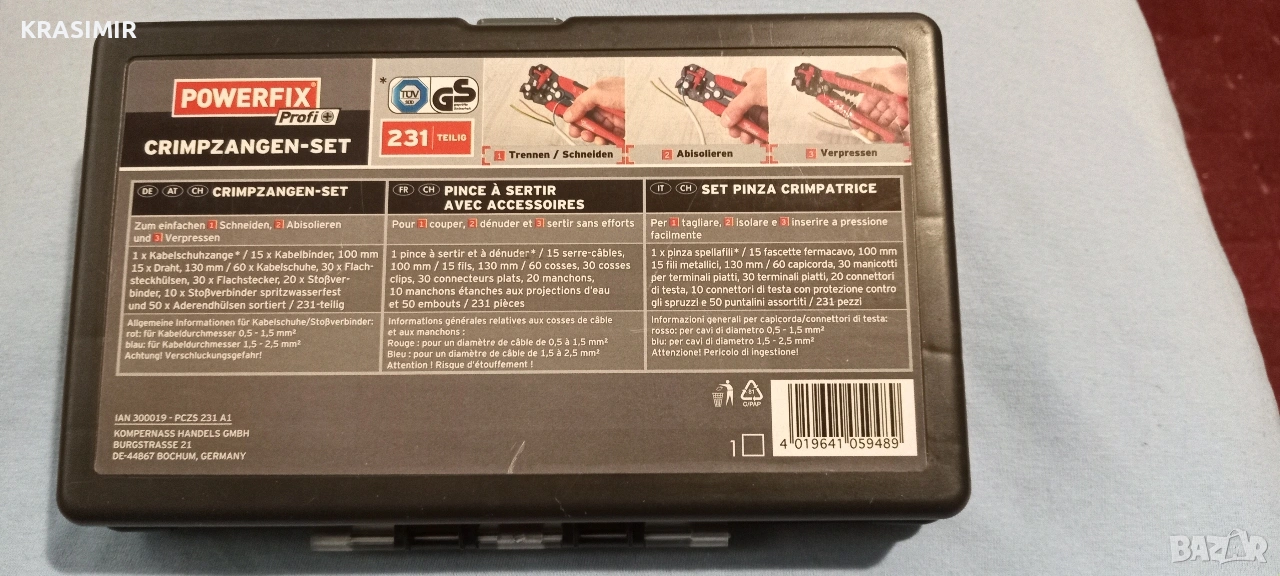 KRASIMIR
POWERFIX
Profi
CRIMPZANGEN-SET
*
TÜV
SÜD
GS
geprüfte
Sicherheit
231 TEILIG
1 Trennen / Schneiden
2 Abisolieren
3 Verpressen
DE AT CH CRIMPZANGEN-SET
Zum einfachen 1 Schneiden, 2 Abisolieren
und 3 Verpressen
1 x Kabelschuhzange* / 15 x Kabelbinder, 100 mm
15 x Draht, 130 mm / 60 x Kabelschuhe, 30 x Flach-
steckhülsen, 30 x Flachstecker, 20 x Stoßver-
binder, 10 x Stoßverbinder spritzwasserfest
und 50 x Aderendhülsen sortiert / 231-teilig
Allgemeine Informationen für Kabelschuhe/Stoßverbinder:
rot: für Kabeldurchmesser 0,5 - 1,5 mm²
blau: für Kabeldurchmesser 1,5 - 2,5 mm²
Achtung! Verschluckungsgefahr!
FR CH PINCE À SERTIR
AVEC ACCESSOIRES
Pour 1 couper, 2 dénuder et 3 sertir sans efforts
1 pince à sertir et à dénuder* / 15 serre-câbles,
100 mm / 15 fils, 130 mm / 60 cosses, 30 cosses
clips, 30 connecteurs plats, 20 manchons,
10 manchons étanches aux projections d'eau
et 50 embouts / 231 pièces
Informations générales relatives aux cosses de câble
et aux manchons :
Rouge : pour un diamètre de câble de 0,5 à 1,5 mm²
Bleu : pour un diamètre de câble de 1,5 à 2,5 mm²
Attention ! Risque d'étouffement !
IT CH SET PINZA CRIMPATRICE
Per 1 tagliare, 2 isolare e 3 inserire a pressione
facilmente
1 x pinza spellafili* / 15 fascette fermacavo, 100 mm
15 fili metallici, 130 mm / 60 capicorda, 30 manicotti
per terminali piatti, 30 terminali piatti, 20 connettori
di testa, 10 connettori di testa con protezione contro
gli spruzzi e 50 puntalini assortiti / 231 pezzi
Informazioni generali per capicorda/connettori di testa:
rosso: per cavi di diametro 0,5 - 1,5 mm²
blu: per cavi di diametro 1,5 - 2,5 mm²
Attenzione! Pericolo di ingestione!
IAN 300019 - PCZS 231 A1
KOMPERNASS HANDELS GMBH
BURGSTRASSE 21
DE-44867 BOCHUM, GERMANY
81
C/PAP
1
4 019641 059489
BAZAR